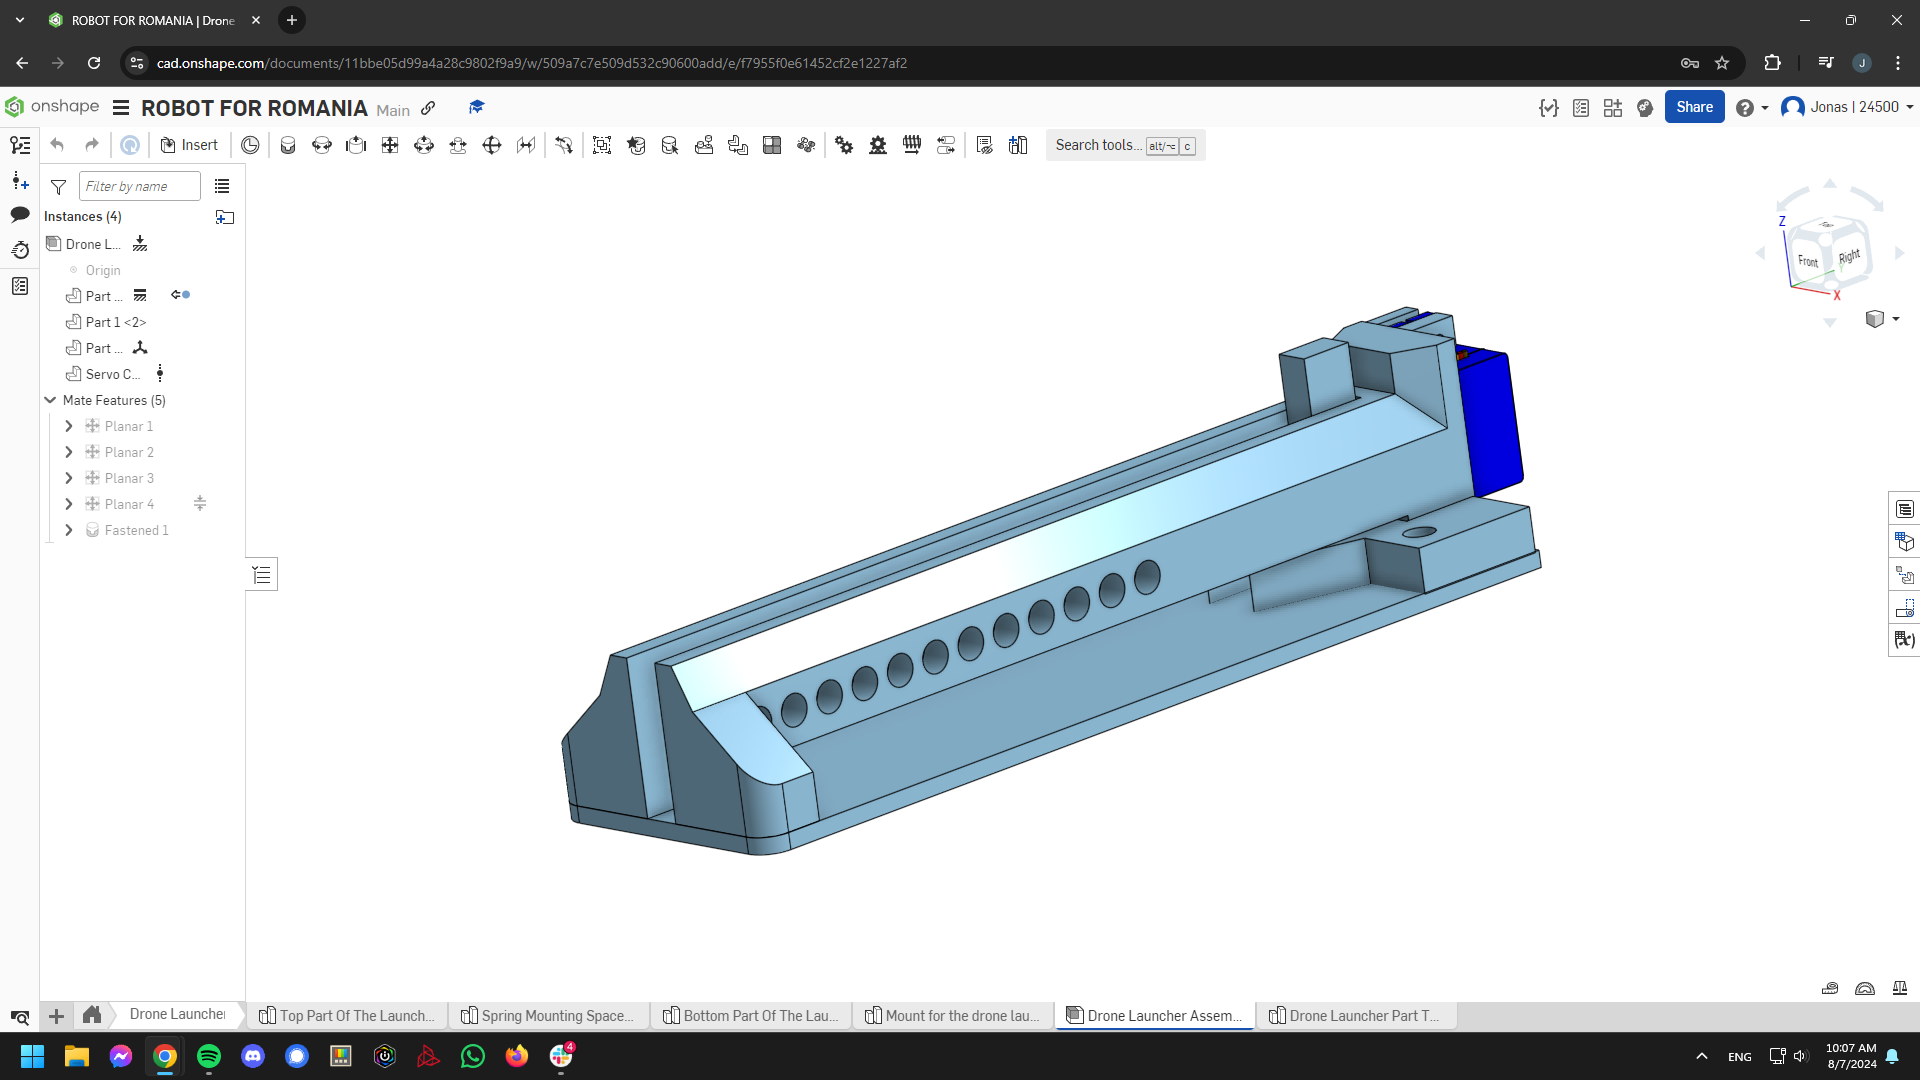 ROBOT FOR ROMANIA | Drone
cad.onshape.com/documents/11bbe05d99a4a28c9802f9a9/w/509a7c7e509d532c90600add/e/f7955f0e61452cf2e1227af2
J
onshape
ROBOT FOR ROMANIA
Main
Share
Jonas | 24500
Insert
Search tools... alt/⌥ c
Filter by name
Instances (4)
Drone L...
Origin
Part ...
Part 1 <2>
Part ...
Servo C...
Mate Features (5)
Planar 1
Planar 2
Planar 3
Planar 4
Fastened 1
Z
Front
Right
X
Drone Launcher
Top Part Of The Launch...
Spring Mounting Space...
Bottom Part Of The Lau...
Mount for the drone lau...
Drone Launcher Assem...
Drone Launcher Part T...
4
ENG
10:07 AM
8/7/2024